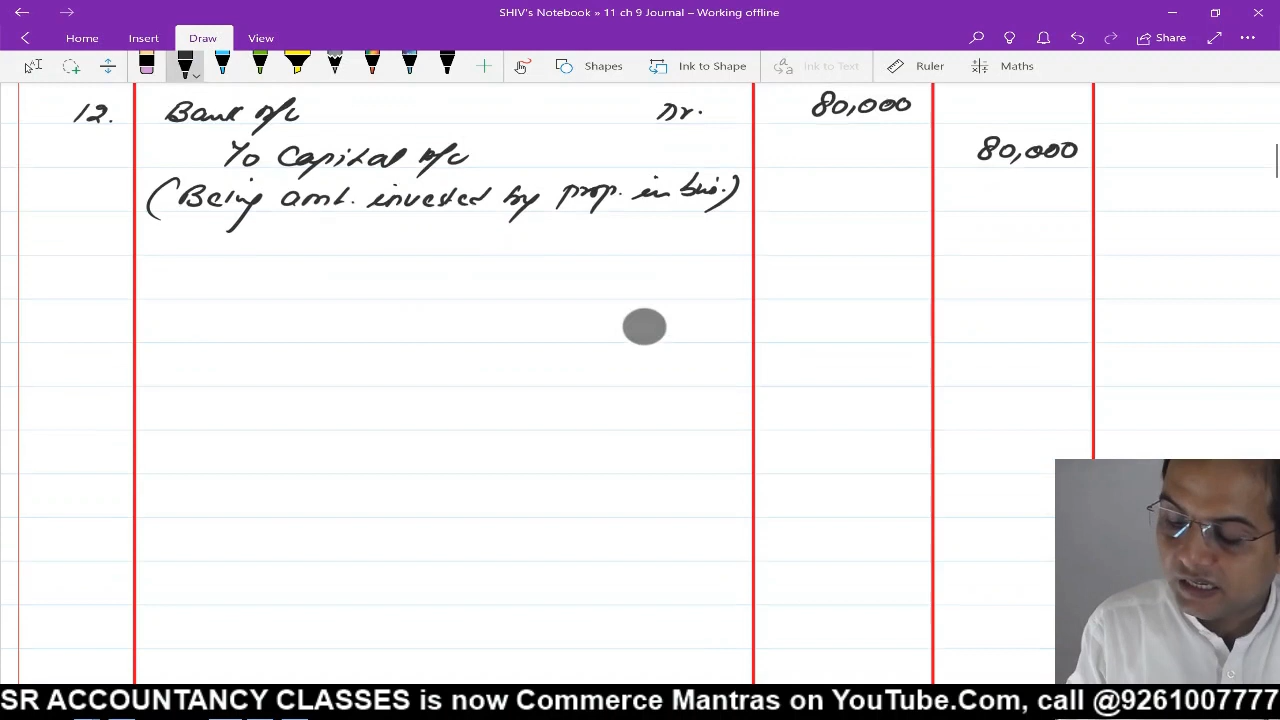 SHIV's Notebook » 11 ch 9 Journal – Working offline
Home Insert Draw View
Share
Shapes Ink to Shape Ink to Text Ruler Maths
12. Bank A/c Dr. 80,000
To Capital A/c 80,000
(Being amt. invested by prop. in bus.)
SR ACCOUNTANCY CLASSES is now Commerce Mantras on YouTube.Com, call @9261007777